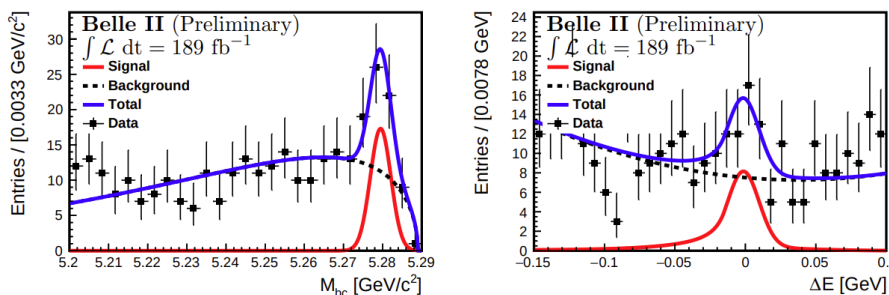 Belle II (Preliminary)
∫ L dt = 189 fb⁻¹
Signal
Background
Total
Data
Entries / [0.0033 GeV/c²]
35
30
25
20
15
10
5
0
5.2 5.21 5.22 5.23 5.24 5.25 5.26 5.27 5.28 5.29
M_bc [GeV/c²]
Belle II (Preliminary)
∫ L dt = 189 fb⁻¹
Signal
Background
Total
Data
Entries / [0.0078 GeV]
24
22
20
18
16
14
12
10
8
6
4
2
0
−0.15 −0.1 −0.05 0 0.05 0.
ΔE [GeV]